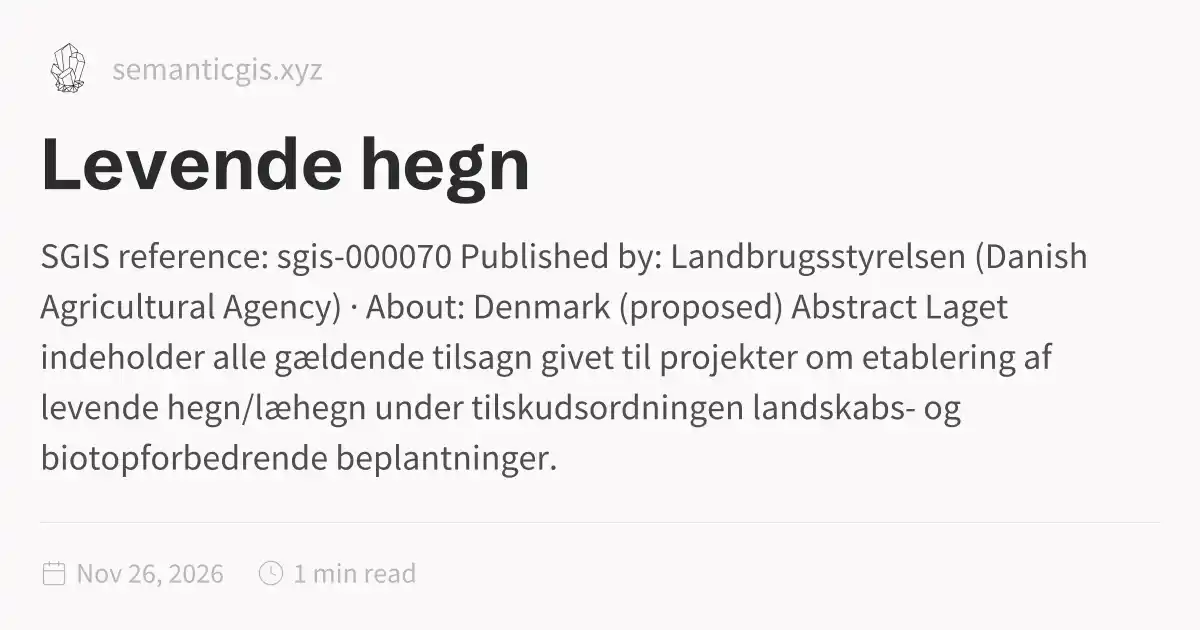 semanticgis.xyz
Levende hegn
SGIS reference: sgis-000070 Published by: Landbrugsstyrelsen (Danish
Agricultural Agency) · About: Denmark (proposed) Abstract Laget
indeholder alle gældende tilsagn givet til projekter om etablering af
levende hegn/læhegn under tilskudsordningen landskabs- og
biotopforbedrende beplantninger.
Nov 26, 2026 1 min read